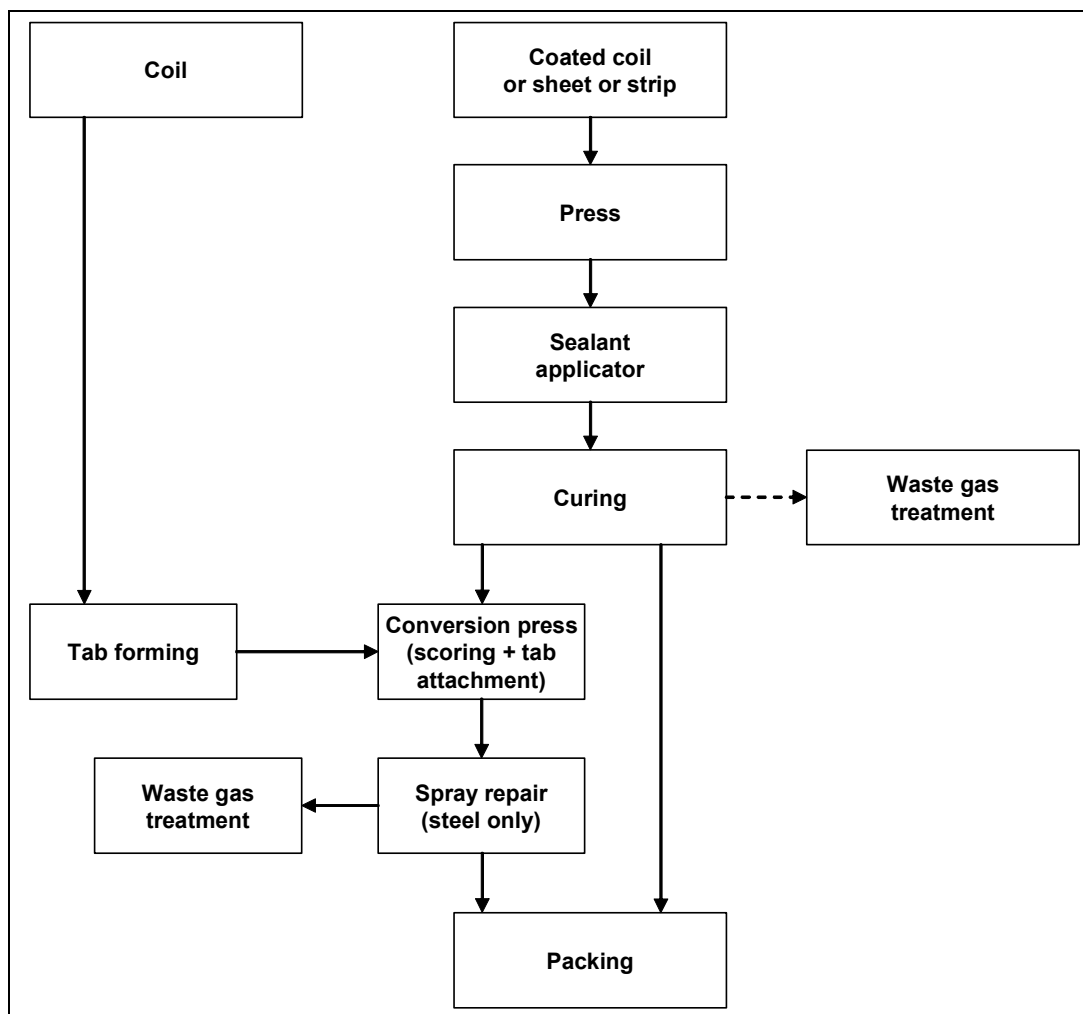 Coil
Coated coil
or sheet or strip
Press
Sealant
applicator
Curing
Waste gas
treatment
Tab forming
Conversion press
(scoring + tab
attachment)
Waste gas
treatment
Spray repair
(steel only)
Packing